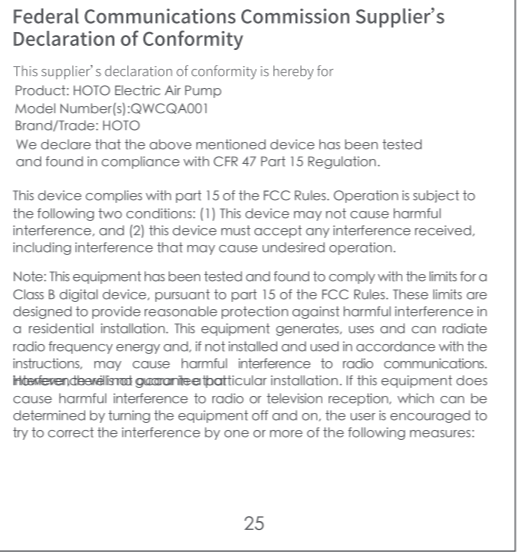 Federal Communications Commission Supplier's
Declaration of Conformity
This supplier's declaration of conformity is hereby for
Product: HOTO Electric Air Pump
Model Number(s):QWCQA001
Brand/Trade: HOTO
We declare that the above mentioned device has been tested
and found in compliance with CFR 47 Part 15 Regulation.
This device complies with part 15 of the FCC Rules. Operation is subject to
the following two conditions: (1) This device may not cause harmful
interference, and (2) this device must accept any interference received,
including interference that may cause undesired operation.
Note: This equipment has been tested and found to comply with the limits for a
Class B digital device, pursuant to part 15 of the FCC Rules. These limits are
designed to provide reasonable protection against harmful interference in
a residential installation. This equipment generates, uses and can radiate
radio frequency energy and, if not installed and used in accordance with the
instructions, may cause harmful interference to radio communications.
particular installation. If this equipment does
cause harmful interference to radio or television reception, which can be
determined by turning the equipment off and on, the user is encouraged to
try to correct the interference by one or more of the following measures:
25